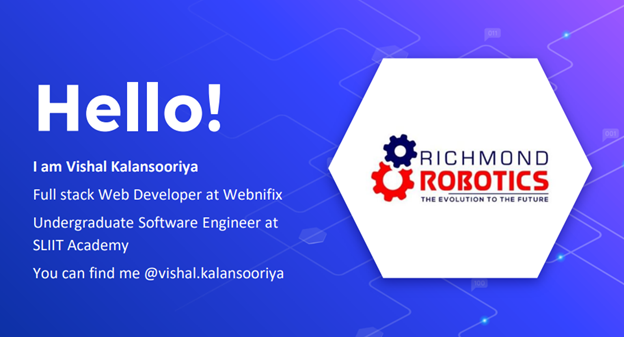 Hello!
I am Vishal Kalansooriya
Full stack Web Developer at Webnifix
Undergraduate Software Engineer at
SLIIT Academy
You can find me @vishal.kalansooriya
RICHMOND
ROBOTICS
THE EVOLUTION TO THE FUTURE